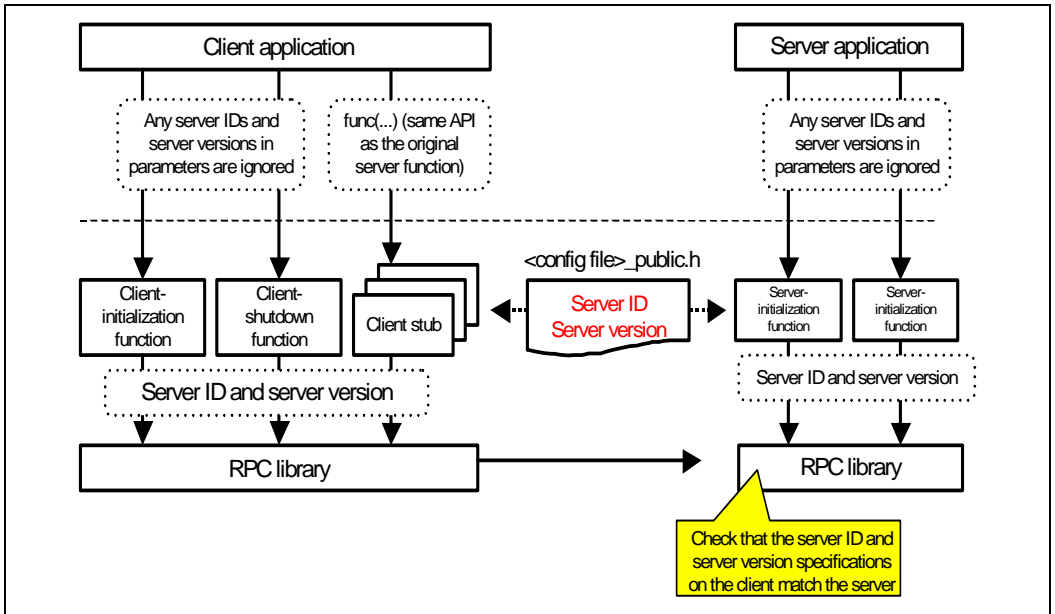 Client application
Server application
Any server IDs and
server versions in
parameters are ignored
func(...) (same API
as the original
server function)
Any server IDs and
server versions in
parameters are ignored
<config file>_public.h
Client-
initialization
function
Client-
shutdown
function
Client stub
Server ID
Server version
Server-
initialization
function
Server-
initialization
function
Server ID and server version
Server ID and server version
RPC library
RPC library
Check that the server ID and
server version specifications
on the client match the server